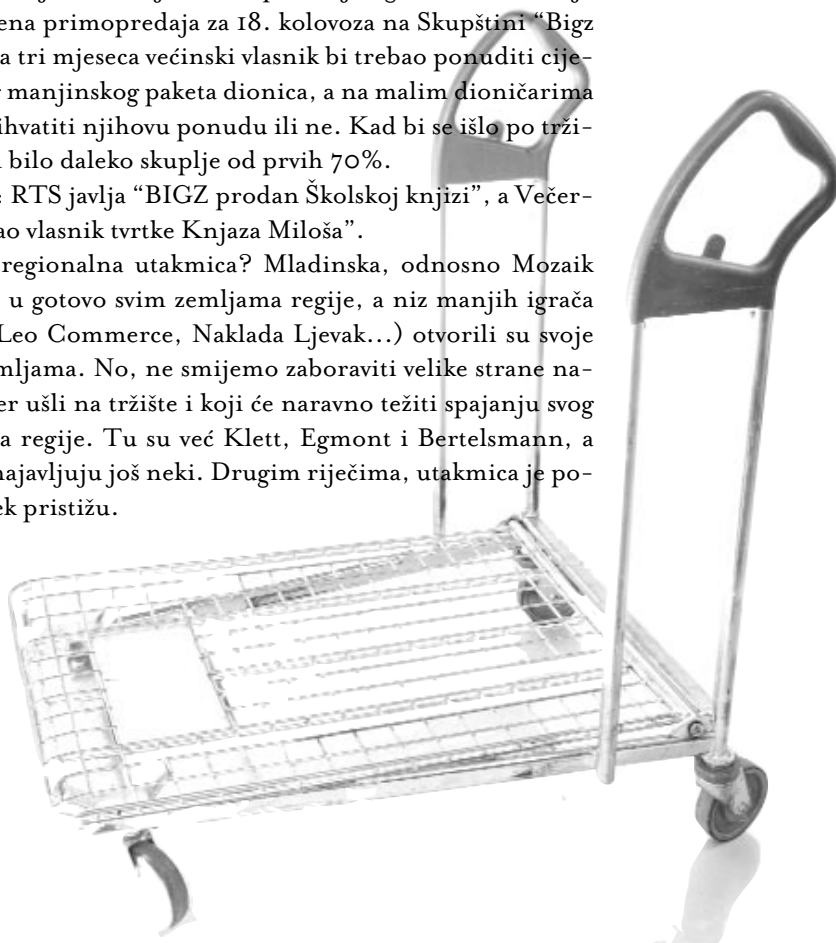 ena primopredaja za 18. kolovoza na Skupštini “Bigz
a tri mjeseca većinski vlasnik bi trebao ponuditi cije-
manjinskog paketa dionica, a na malim dioničarima
ihvatiti njihovu ponudu ili ne. Kad bi se išlo po trži-
bilo daleko skuplje od prvih 70%.
: RTS javlja “BIGZ prodan Školskoj knjizi”, a Večer-
ao vlasnik tvrtke Knjaza Miloša”.
regionalna utakmica? Mladinska, odnosno Mozaik
u gotovo svim zemljama regije, a niz manjih igrača
Leo Commerce, Naklada Ljevak...) otvorili su svoje
mljama. No, ne smijemo zaboraviti velike strane na-
er ušli na tržište i koji će naravno težiti spajanju svog
a regije. Tu su već Klett, Egmont i Bertelsmann, a
najavljuju još neki. Drugim riječima, utakmica je po-
ek pristižu.